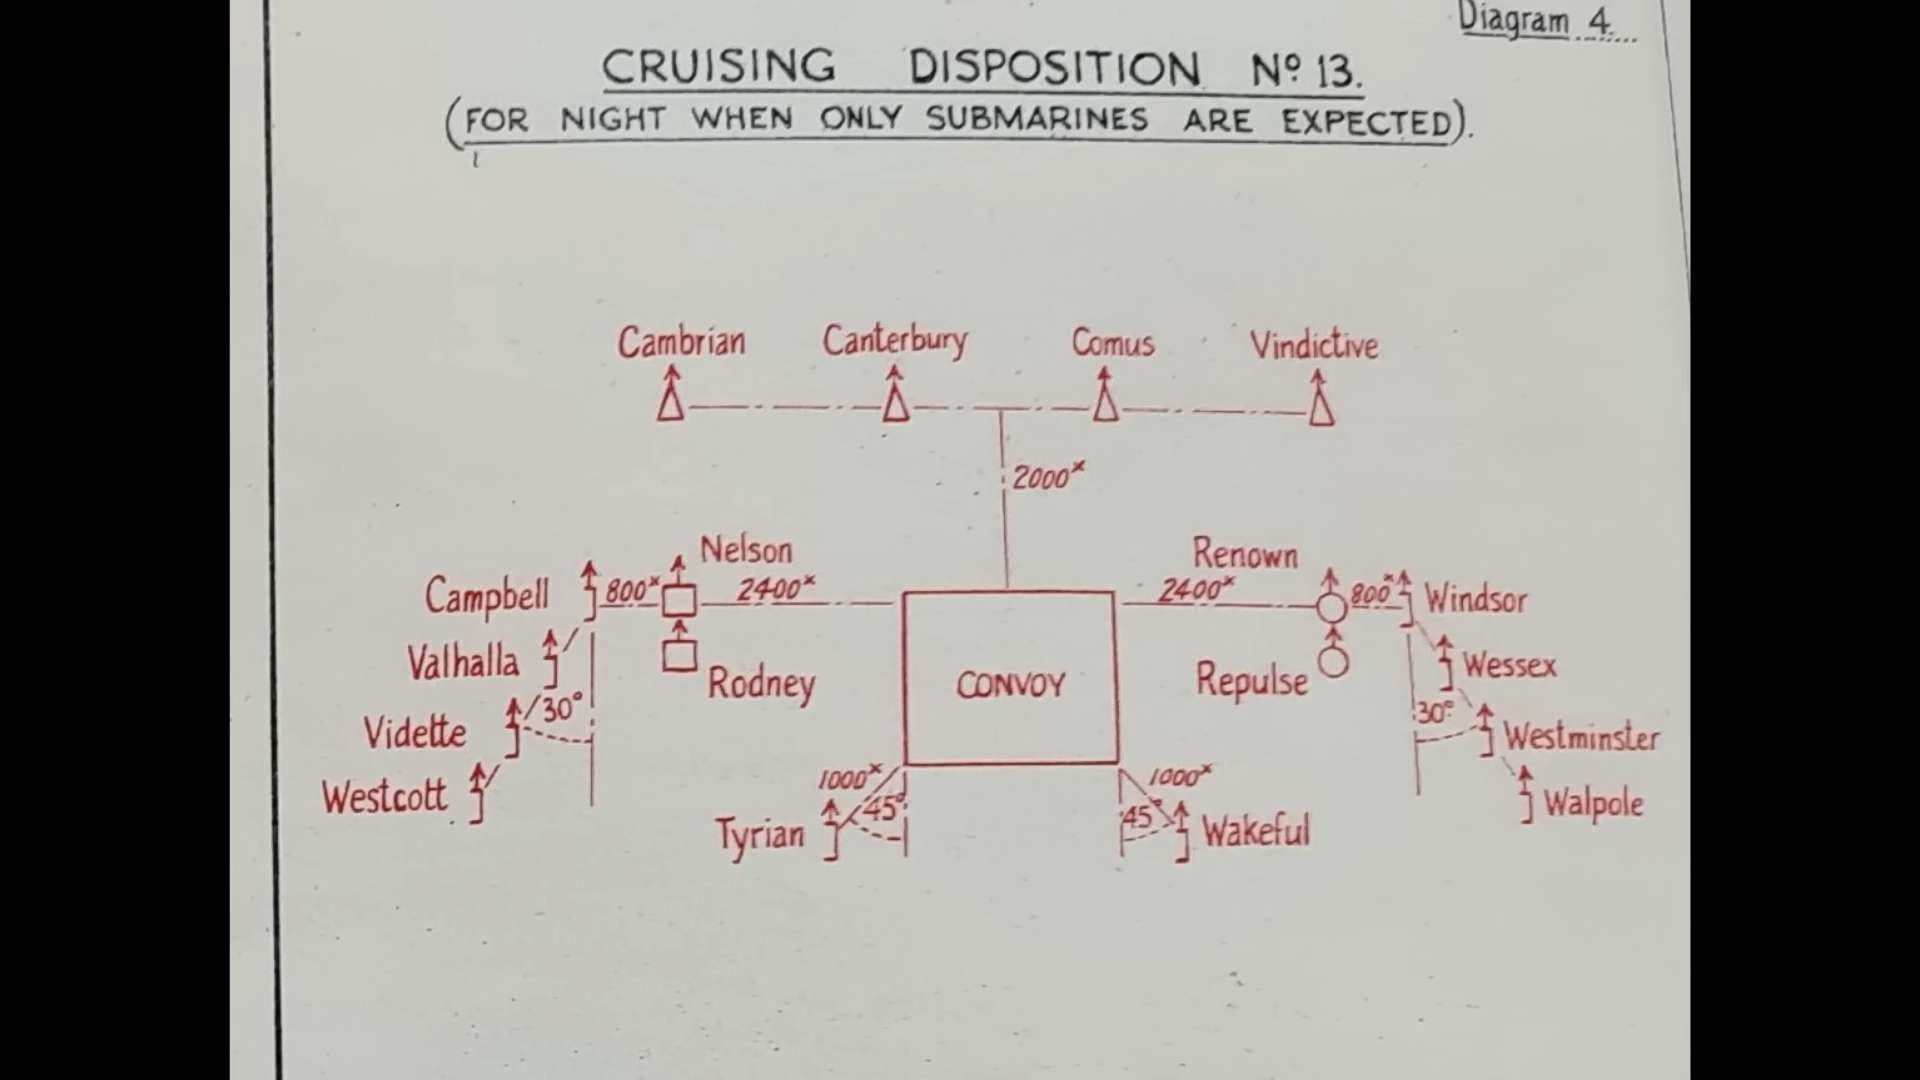 Diagram 4.
CRUISING DISPOSITION Nº 13.
(FOR NIGHT WHEN ONLY SUBMARINES ARE EXPECTED).
Cambrian Canterbury Comus Vindictive
2000ˣ
Nelson Renown
Campbell 800ˣ 2400ˣ 2400ˣ 800ˣ Windsor
Valhalla Wessex
Rodney CONVOY Repulse
Vidette 30° 30° Westminster
Westcott 1000ˣ 1000ˣ Walpole
Tyrian 45° 45° Wakeful